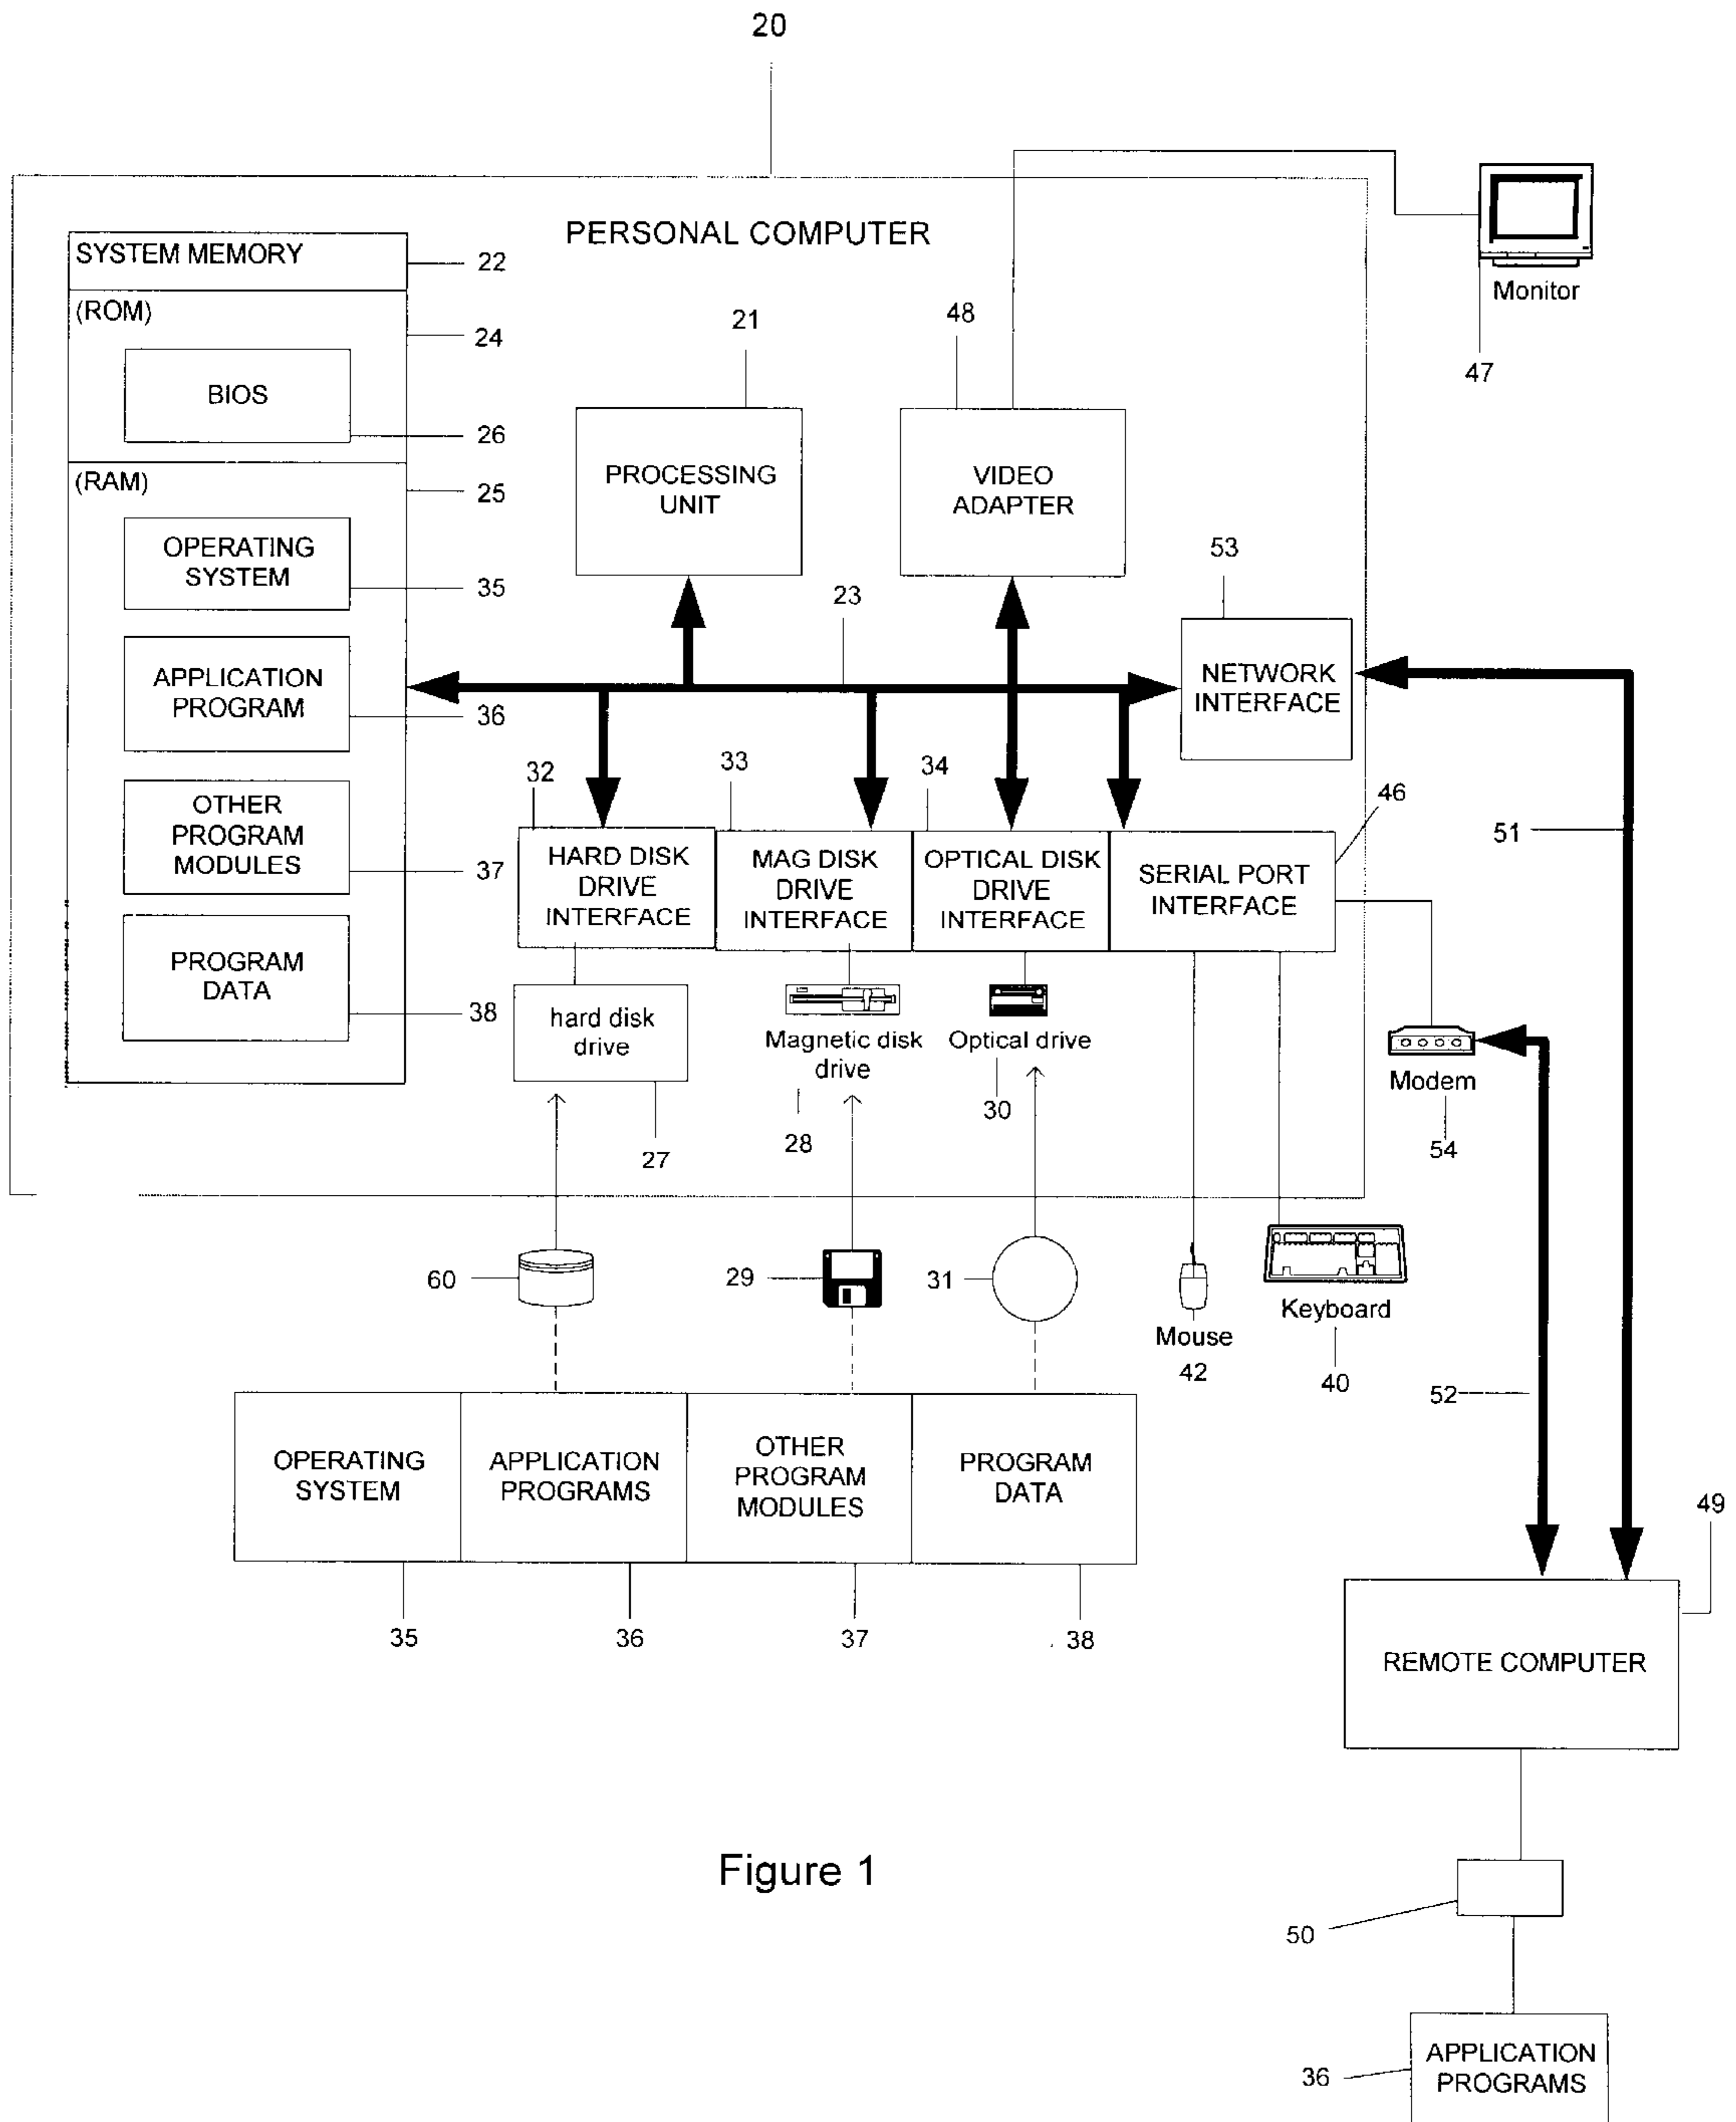 20
PERSONAL COMPUTER
SYSTEM MEMORY
22
(ROM)
24
BIOS
26
(RAM)
25
OPERATING
SYSTEM
35
APPLICATION
PROGRAM
36
OTHER
PROGRAM
MODULES
37
PROGRAM
DATA
38
21
PROCESSING
UNIT
48
VIDEO
ADAPTER
Monitor
47
23
53
NETWORK
INTERFACE
32
HARD DISK
DRIVE
INTERFACE
33
MAG DISK
DRIVE
INTERFACE
34
OPTICAL DISK
DRIVE
INTERFACE
46
SERIAL PORT
INTERFACE
51
hard disk
drive
27
Magnetic disk
drive
28
Optical drive
30
Modem
54
60
29
31
Mouse
42
Keyboard
40
52
OPERATING
SYSTEM
APPLICATION
PROGRAMS
OTHER
PROGRAM
MODULES
PROGRAM
DATA
35
36
37
38
49
REMOTE COMPUTER
50
36
APPLICATION
PROGRAMS
Figure 1